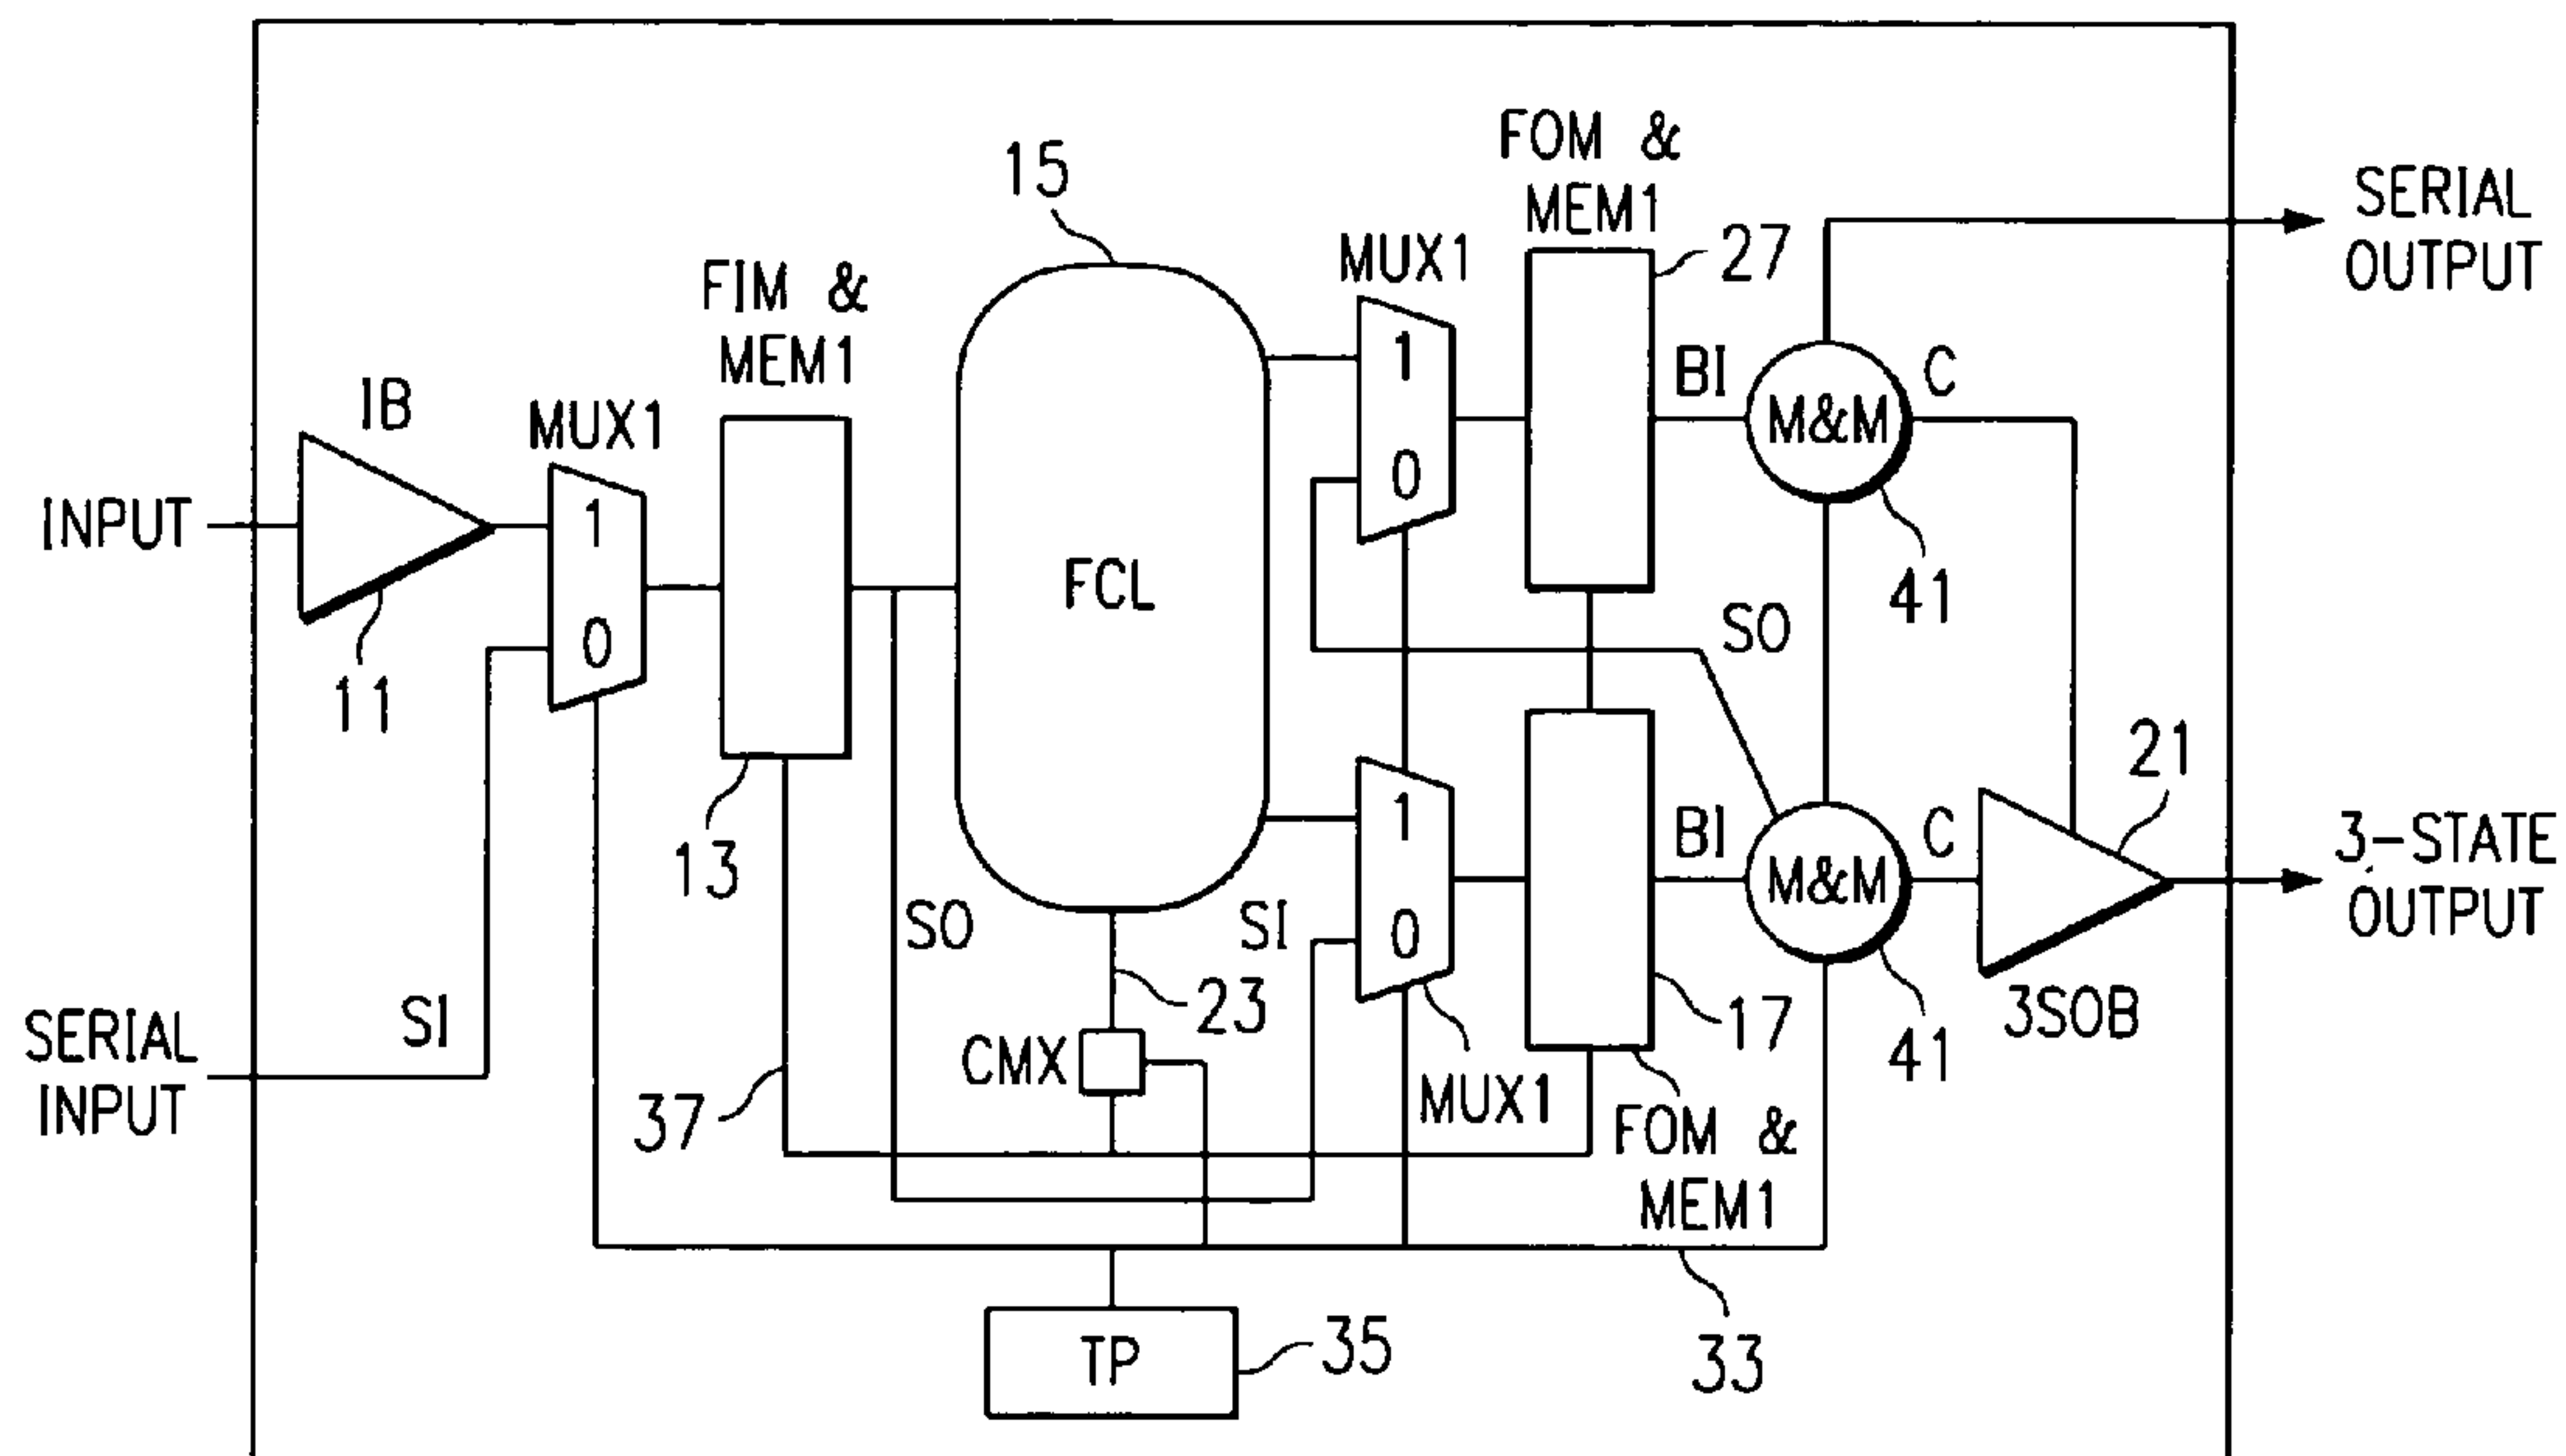 FOM &
MEM1
15
27
SERIAL
OUTPUT
MUX1
FIM &
MEM1
1
0
BI
M&M
C
41
IB
MUX1
1
0
INPUT
11
FCL
SO
13
21
1
0
BI
M&M
C
3-STATE
OUTPUT
SO
SI
23
17
41
3SOB
SI
SERIAL
INPUT
CMX
37
MUX1
FOM &
MEM1
TP
35
33